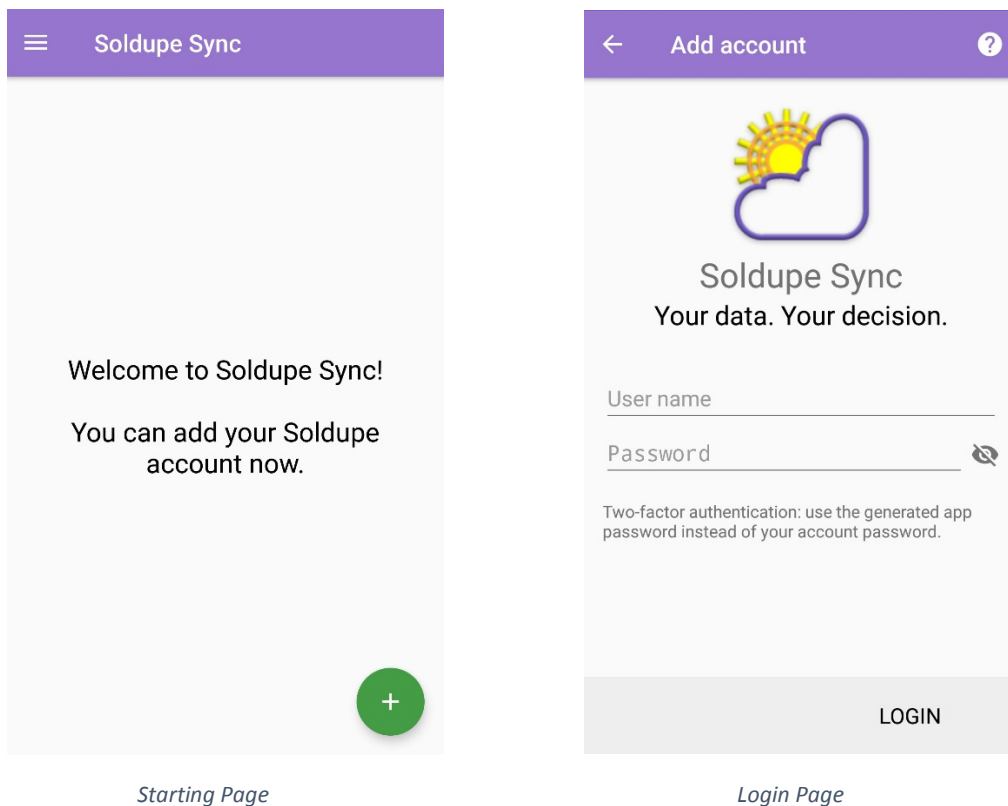 Soldupe Sync
Welcome to Soldupe Sync!
You can add your Soldupe
account now.
+
Starting Page
Add account
?
Soldupe Sync
Your data. Your decision.
User name
Password
Two-factor authentication: use the generated app
password instead of your account password.
LOGIN
Login Page